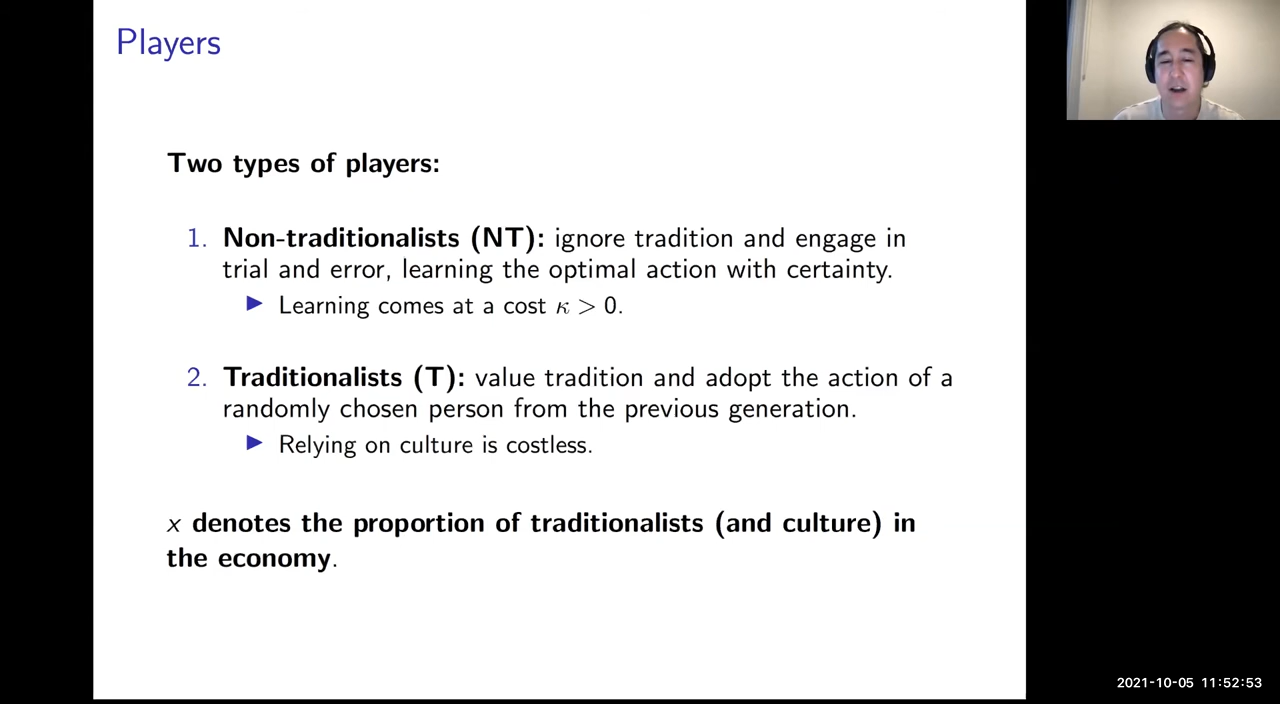 Players
Two types of players:
1. Non-traditionalists (NT): ignore tradition and engage in
trial and error, learning the optimal action with certainty.
▶ Learning comes at a cost κ > 0.
2. Traditionalists (T): value tradition and adopt the action of a
randomly chosen person from the previous generation.
▶ Relying on culture is costless.
x denotes the proportion of traditionalists (and culture) in
the economy.
2021-10-05 11:52:53